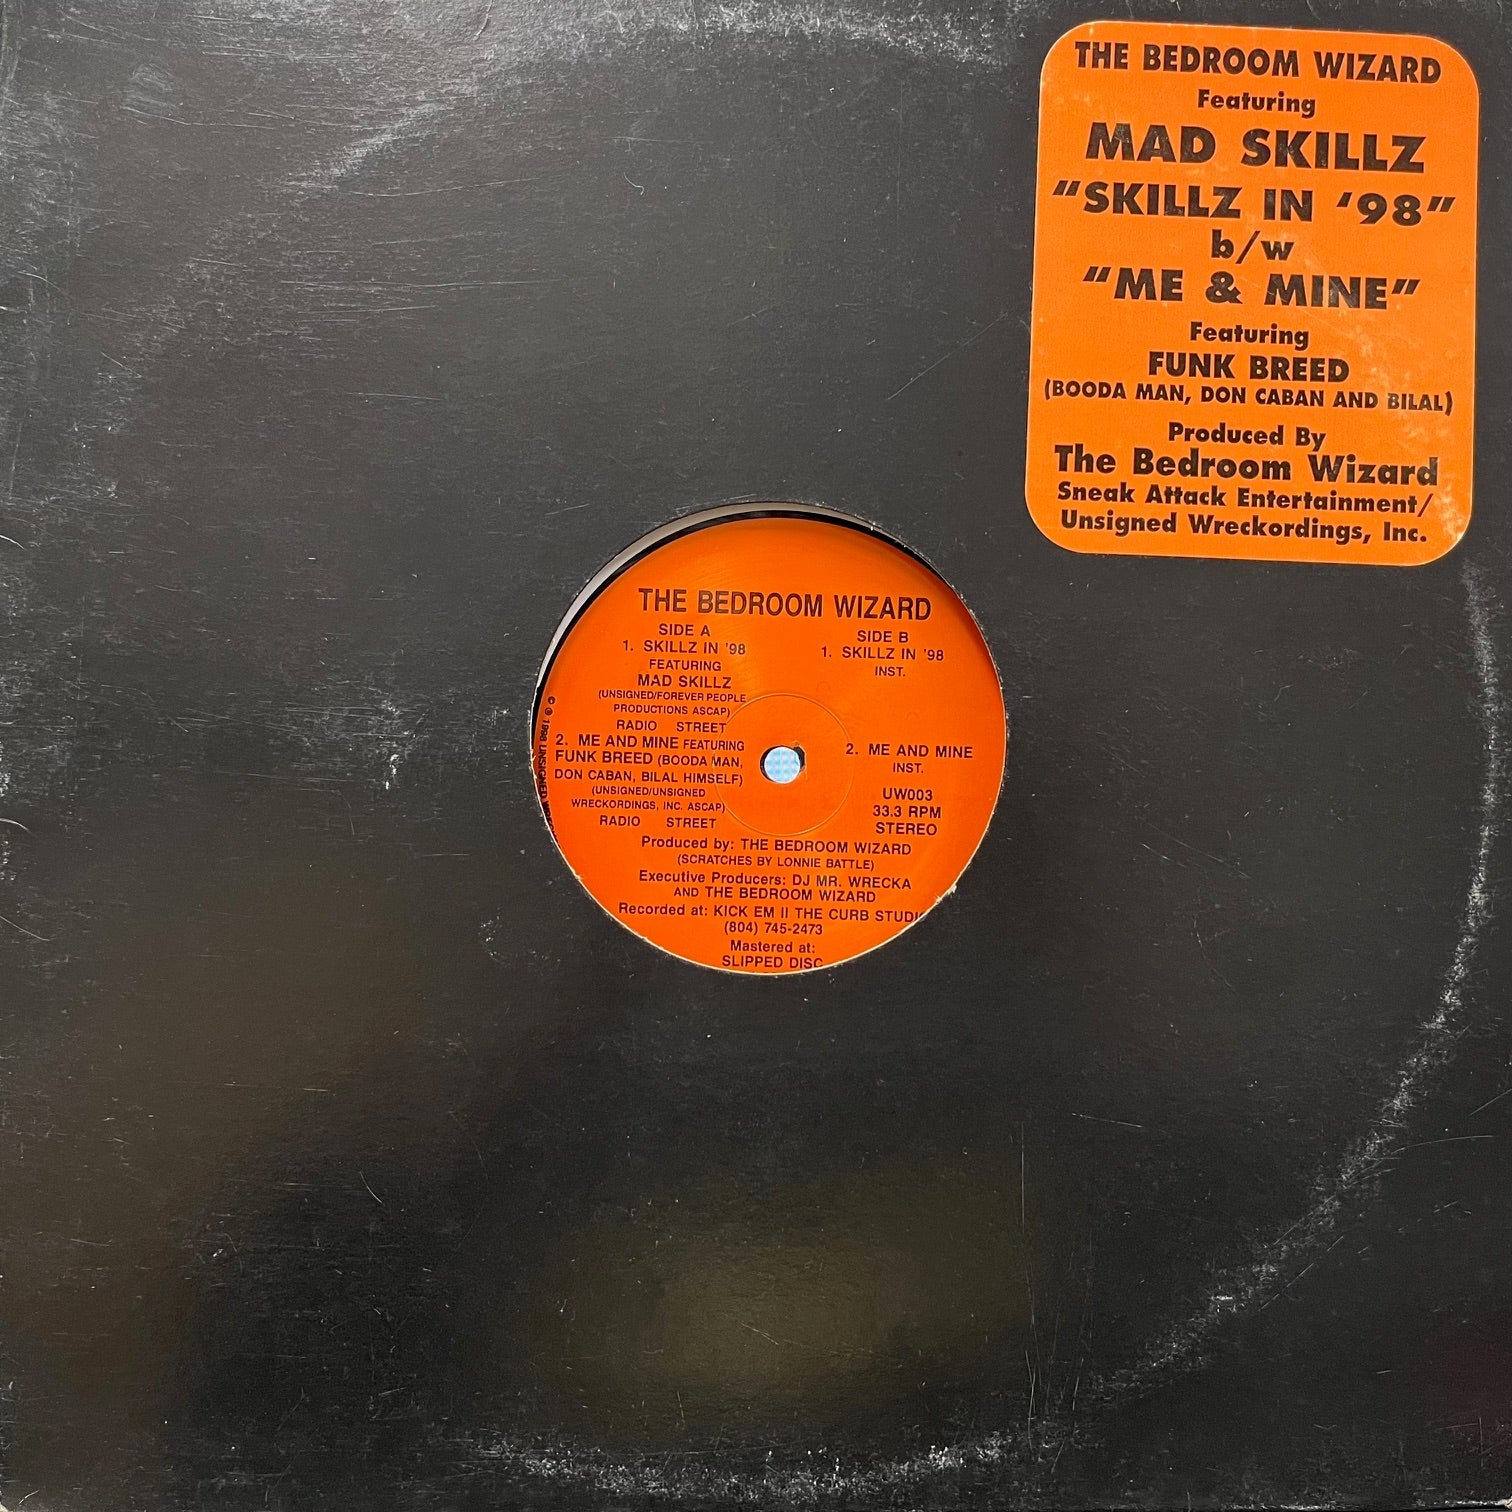 THE BEDROOM WIZARD
Featuring
MAD SKILLZ
"SKILLZ IN '98"
b/w
"ME & MINE"
Featuring
FUNK BREED
(BOODA MAN, DON CABAN AND BILAL)
Produced By
The Bedroom Wizard
Sneak Attack Entertainment/
Unsigned Wreckordings, Inc.
THE BEDROOM WIZARD
SIDE A
1. SKILLZ IN '98
FEATURING
MAD SKILLZ
(UNSIGNED/FOREVER PEOPLE
PRODUCTIONS ASCAP)
RADIO STREET
2. ME AND MINE FEATURING
FUNK BREED (BOODA MAN,
DON CABAN, BILAL HIMSELF)
(UNSIGNED/UNSIGNED
WRECKORDINGS, INC. ASCAP)
RADIO STREET
SIDE B
1. SKILLZ IN '98
INST.
2. ME AND MINE
INST.
UW003
33.3 RPM
STEREO
Produced by: THE BEDROOM WIZARD
(SCRATCHES BY LONNIE BATTLE)
Executive Producers: DJ MR. WRECKA
AND THE BEDROOM WIZARD
Recorded at: KICK EM II THE CURB STUDI
(804) 745-2473
Mastered at:
SLIPPED DISC
© ℗ 1998 UNSIGNED